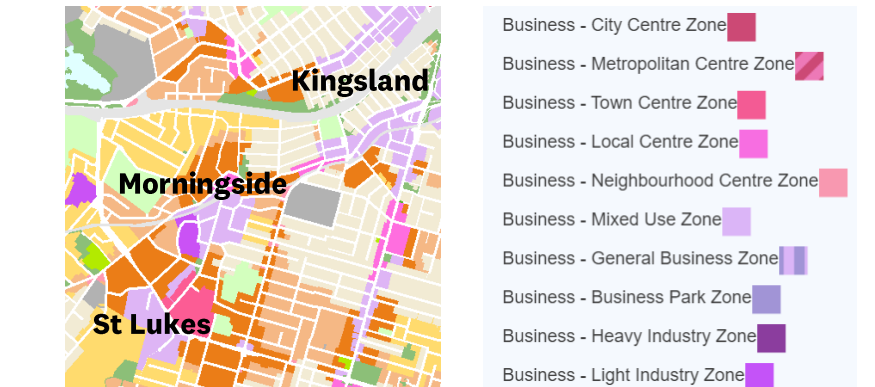 Kingsland
Morningside
St Lukes
Business - City Centre Zone
Business - Metropolitan Centre Zone
Business - Town Centre Zone
Business - Local Centre Zone
Business - Neighbourhood Centre Zone
Business - Mixed Use Zone
Business - General Business Zone
Business - Business Park Zone
Business - Heavy Industry Zone
Business - Light Industry Zone